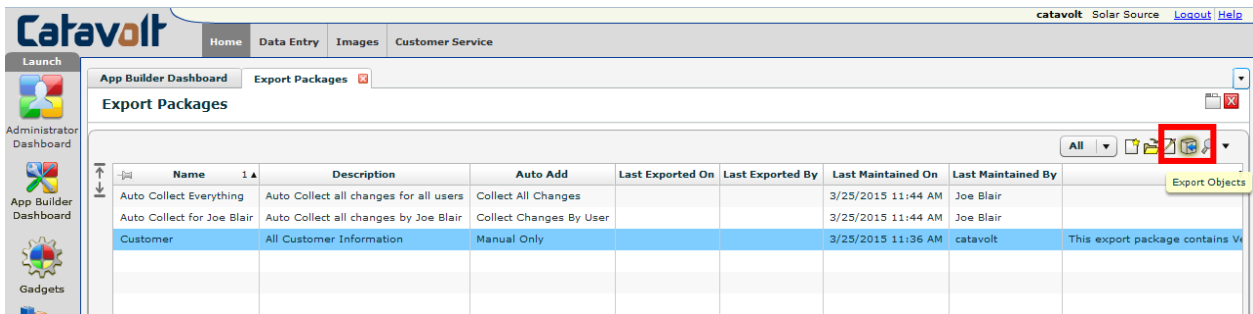 catavolt Solar Source Logout Help
Catavolt
Home Data Entry Images Customer Service
Launch
App Builder Dashboard Export Packages
Export Packages
Administrator
Dashboard
All
Export Objects
Name 1 Description Auto Add Last Exported On Last Exported By Last Maintained On Last Maintained By
Auto Collect Everything Auto Collect all changes for all users Collect All Changes 3/25/2015 11:44 AM Joe Blair
App Builder
Dashboard
Auto Collect for Joe Blair Auto Collect all changes by Joe Blair Collect Changes By User 3/25/2015 11:44 AM Joe Blair
Customer All Customer Information Manual Only 3/25/2015 11:36 AM catavolt This export package contains Ve
Gadgets